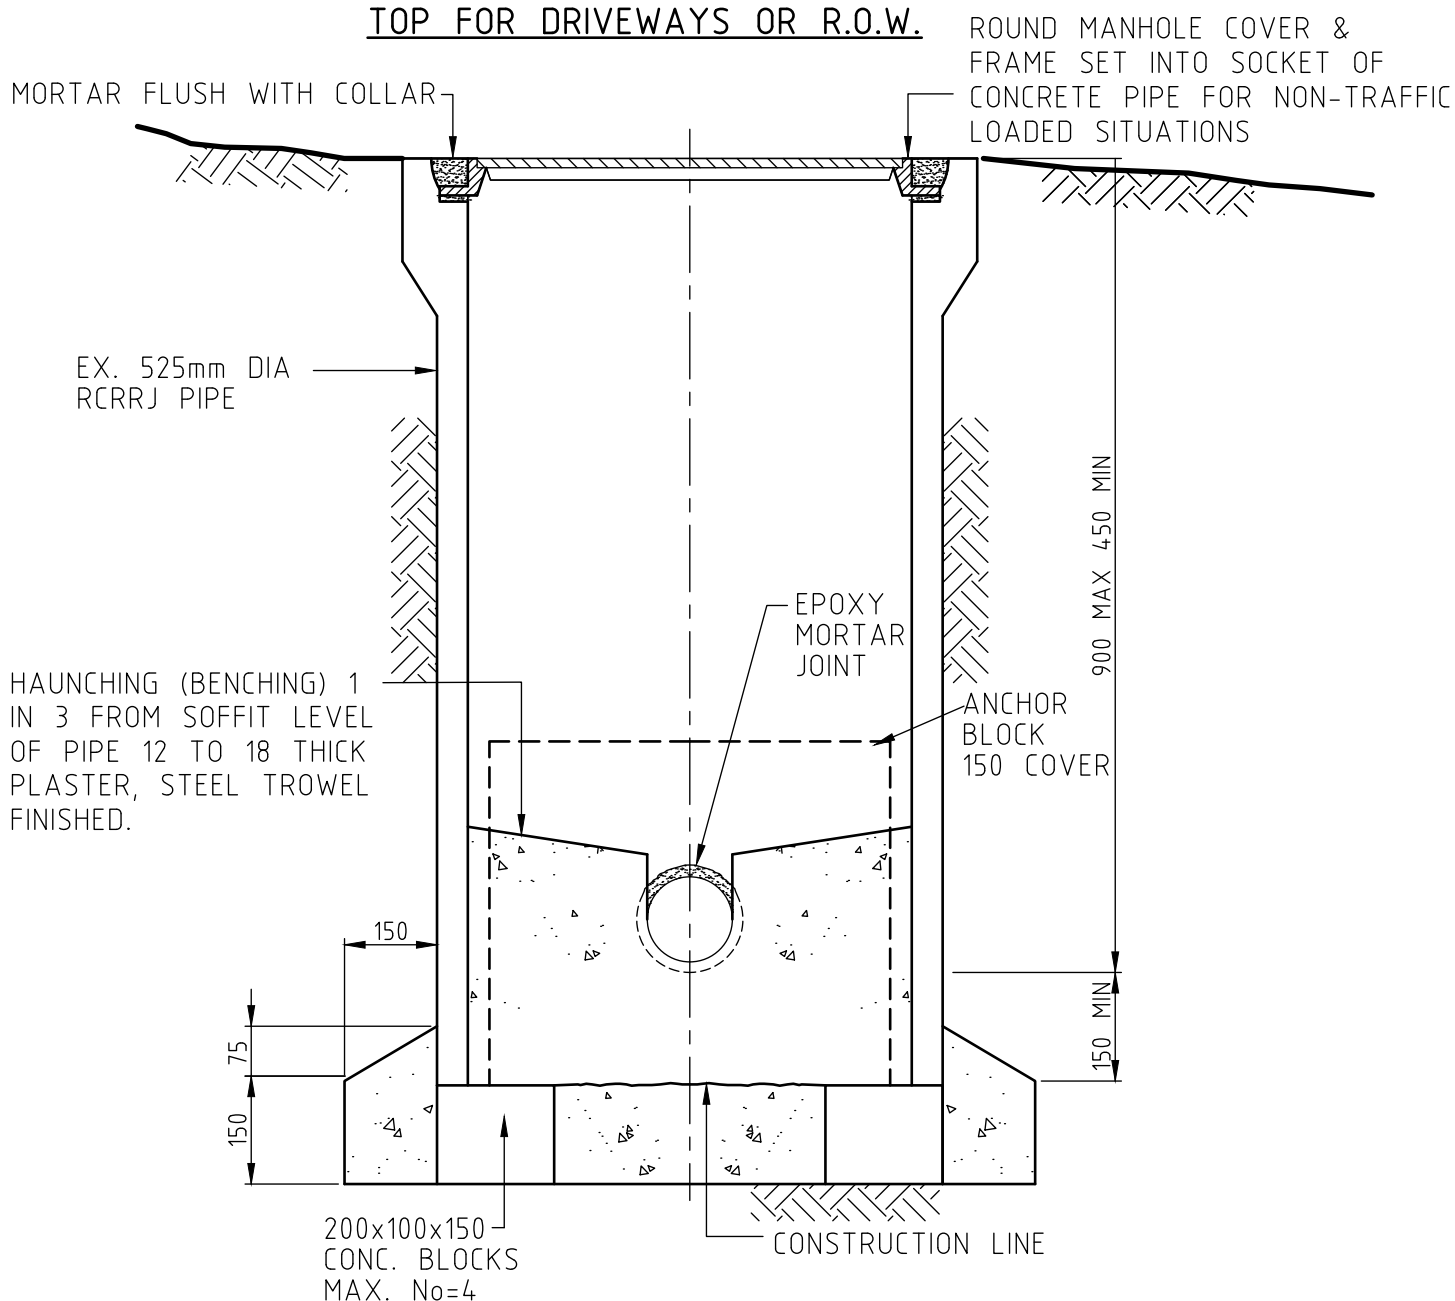 TOP FOR DRIVEWAYS OR R.O.W.
ROUND MANHOLE COVER &
FRAME SET INTO SOCKET OF
CONCRETE PIPE FOR NON-TRAFFIC
LOADED SITUATIONS
MORTAR FLUSH WITH COLLAR
EX. 525mm DIA
RCRRJ PIPE
900 MAX 450 MIN
EPOXY
MORTAR
JOINT
HAUNCHING (BENCHING) 1
IN 3 FROM SOFFIT LEVEL
OF PIPE 12 TO 18 THICK
PLASTER, STEEL TROWEL
FINISHED.
ANCHOR
BLOCK
150 COVER
150
75
150
150 MIN
200x100x150
CONC. BLOCKS
MAX. No=4
CONSTRUCTION LINE